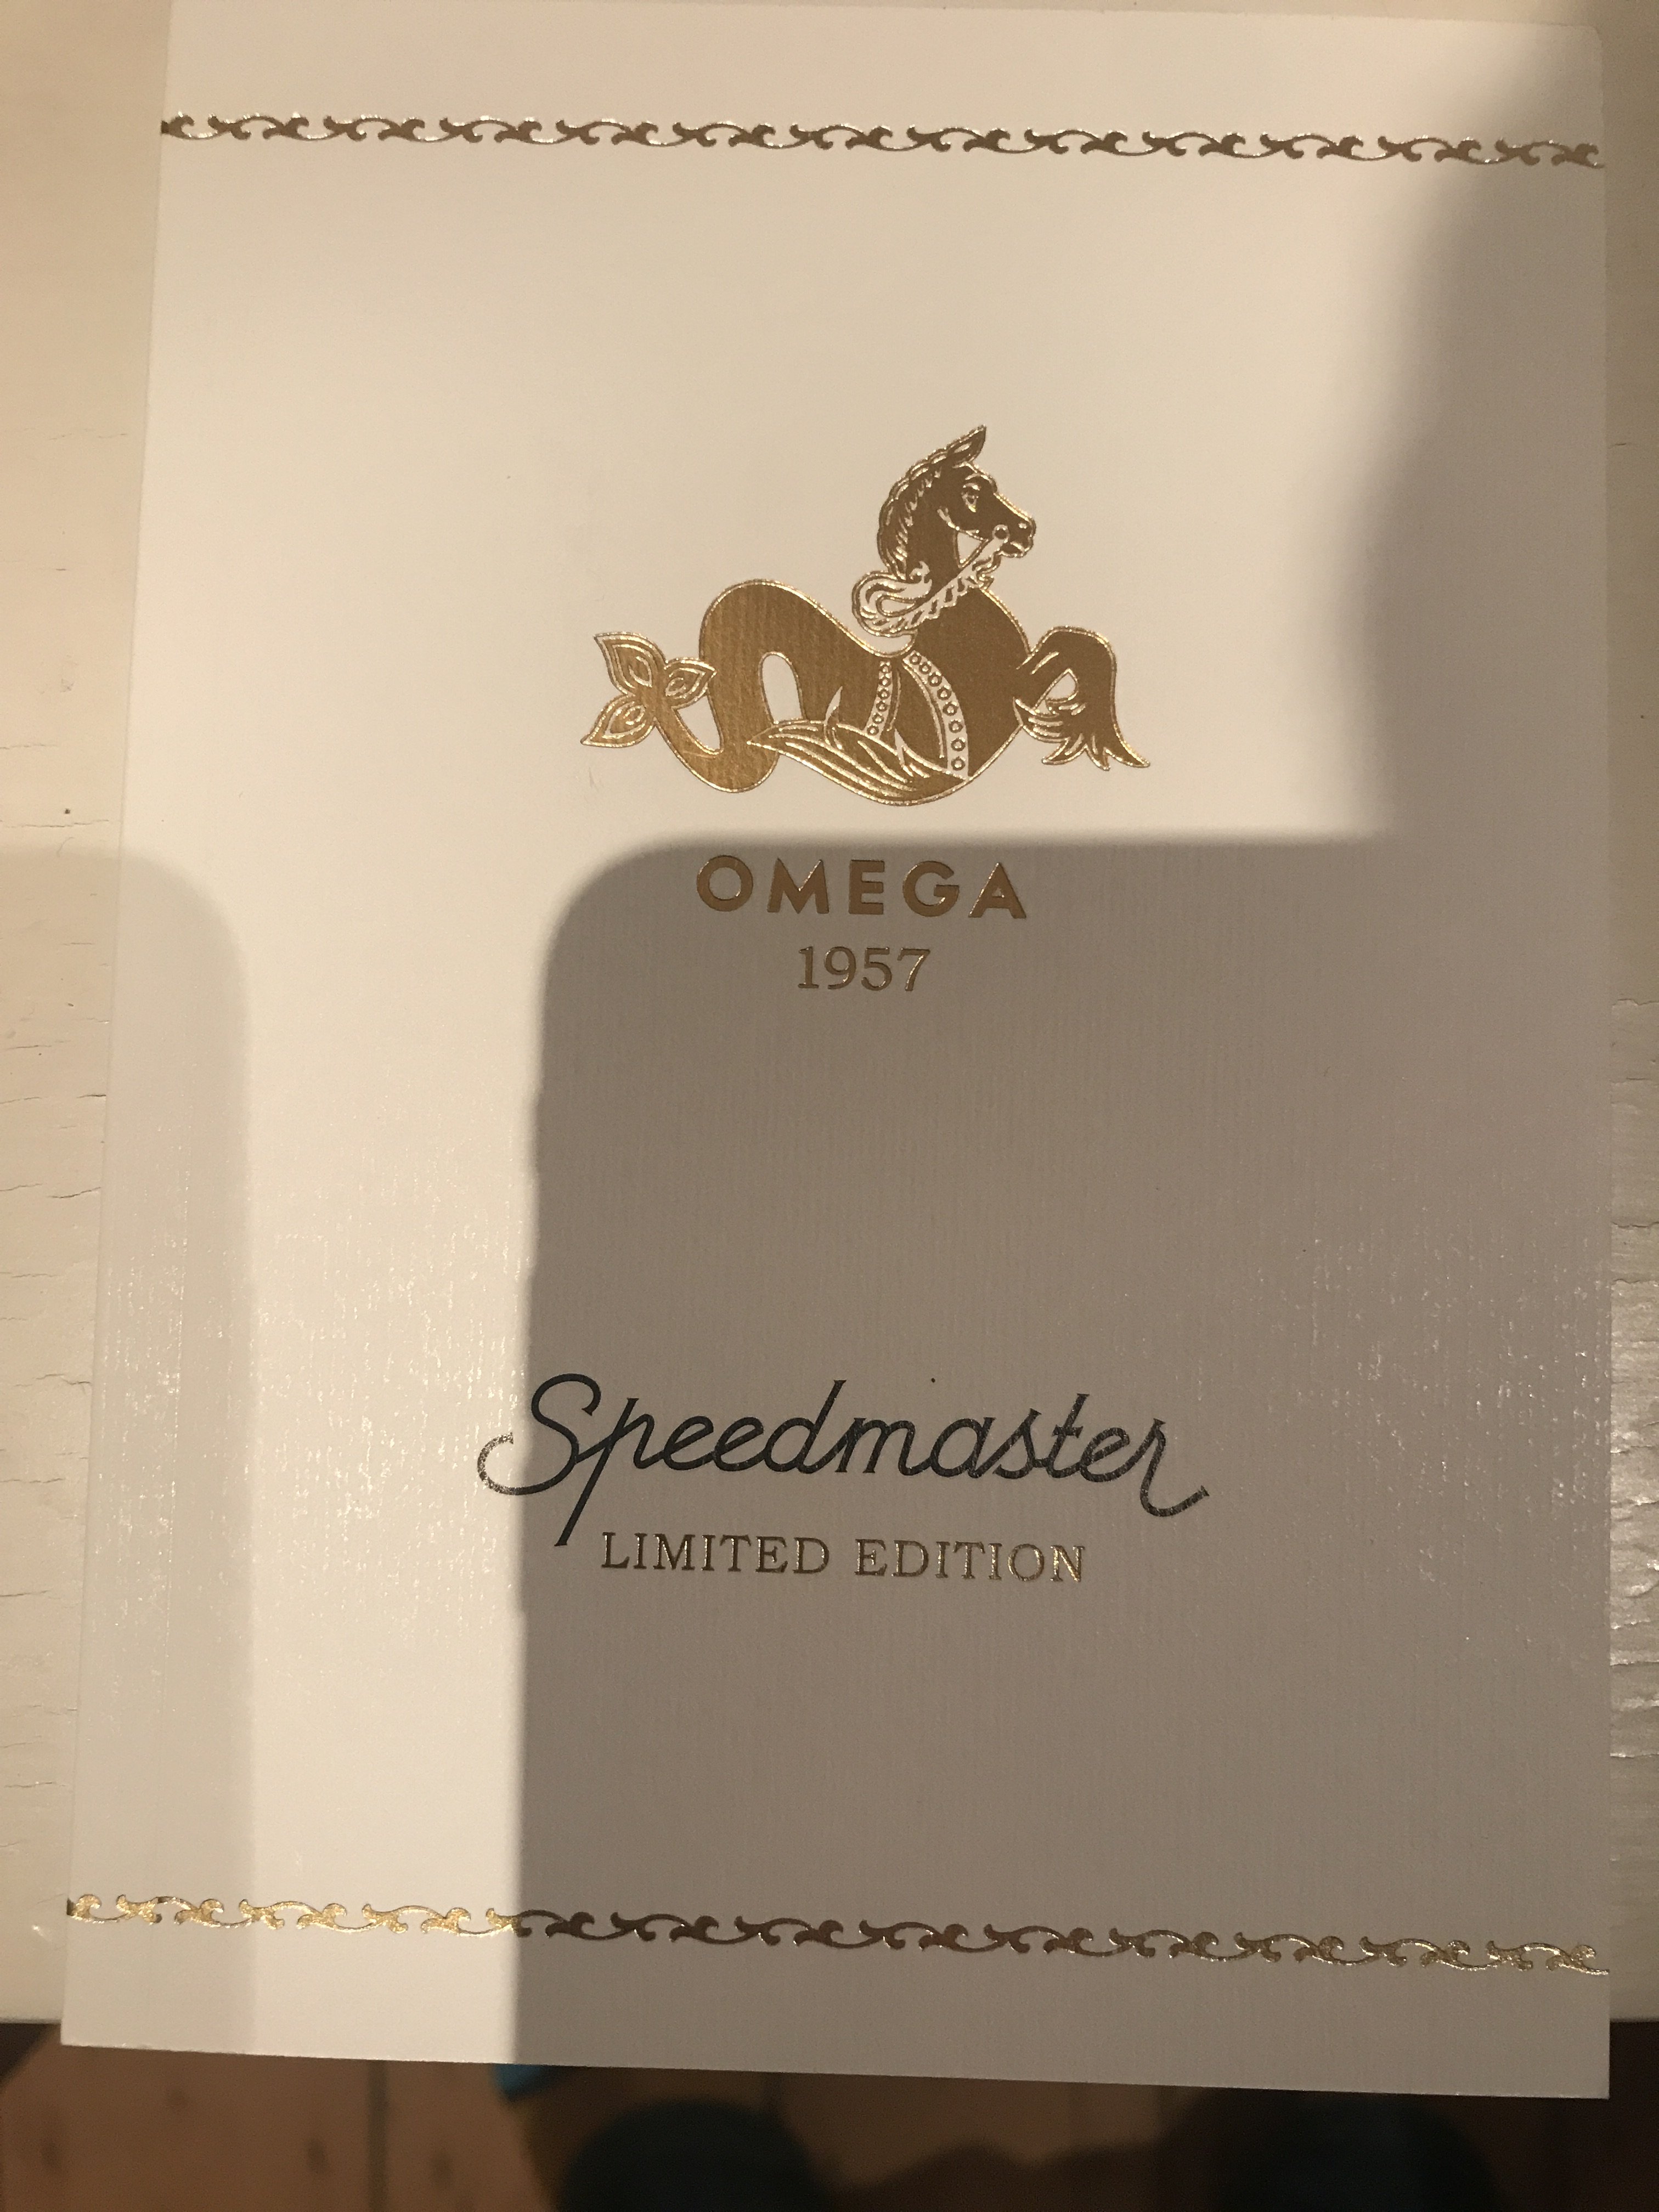 OMEGA
1957
Speedmaster
LIMITED EDITION